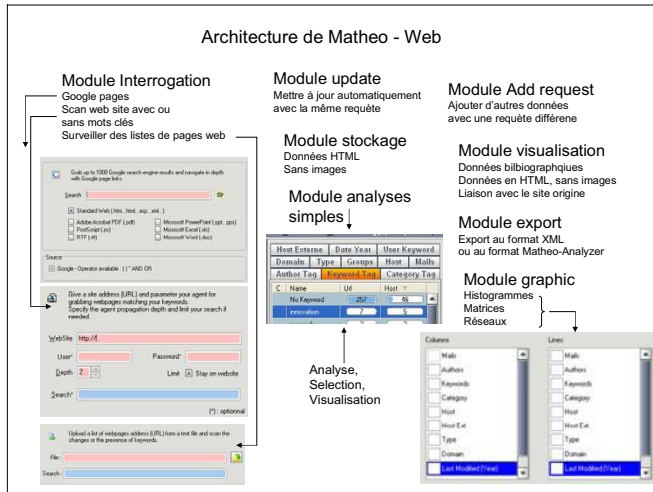 Architecture de Matheo - Web
Module Interrogation
Google pages
Scan web site avec ou
sans mots clés
Surveiller des listes de pages web
Grab up to 1000 Google search engine results and navigate in depth
with Google page links.
Search
Standard Web (.htm, .html, .asp, .xml...)
Adobe Acrobat PDF (.pdf)
Microsoft PowerPoint (.ppt, .pps)
PostScript (.ps)
Microsoft Excel (.xls)
RTF (.rtf)
Microsoft Word (.doc)
Source
Google - Operator available : ( ) " AND OR
Give a site address (URL) and parameter your agent for
grabbing webpages matching your keywords.
Specify the agent propagation depth and limit your search if
needed.
WebSite http://
User* Password*
Depth 2 Limit Stay on website
Search*
(*) : optionnal
Upload a list of webpages address (URL) from a text file and scan the
changes or the presence of keywords.
File :
Search :
Module update
Mettre à jour automatiquement
avec la même requète
Module stockage
Données HTML
Sans images
Module analyses
simples
Host Externe Date Year User Keyword
Domain Type Groups Host Mails
Author Tag Keyword Tag Category Tag
C Name Url Host
No Keyword 257 46
innovation 7 5
Analyse,
Selection,
Visualisation
Module Add request
Ajouter d'autres données
avec une requète différene
Module visualisation
Données bilbiographqiues
Données en HTML, sans images
Liaison avec le site origine
Module export
Export au format XML
ou au format Matheo-Analyzer
Module graphic
Histogrammes
Matrices
Réseaux
Columns Lines
Mails Mails
Authors Authors
Keywords Keywords
Category Category
Host Host
Host Ext. Host Ext.
Type Type
Domain Domain
Last Modified (Year) Last Modified (Year)